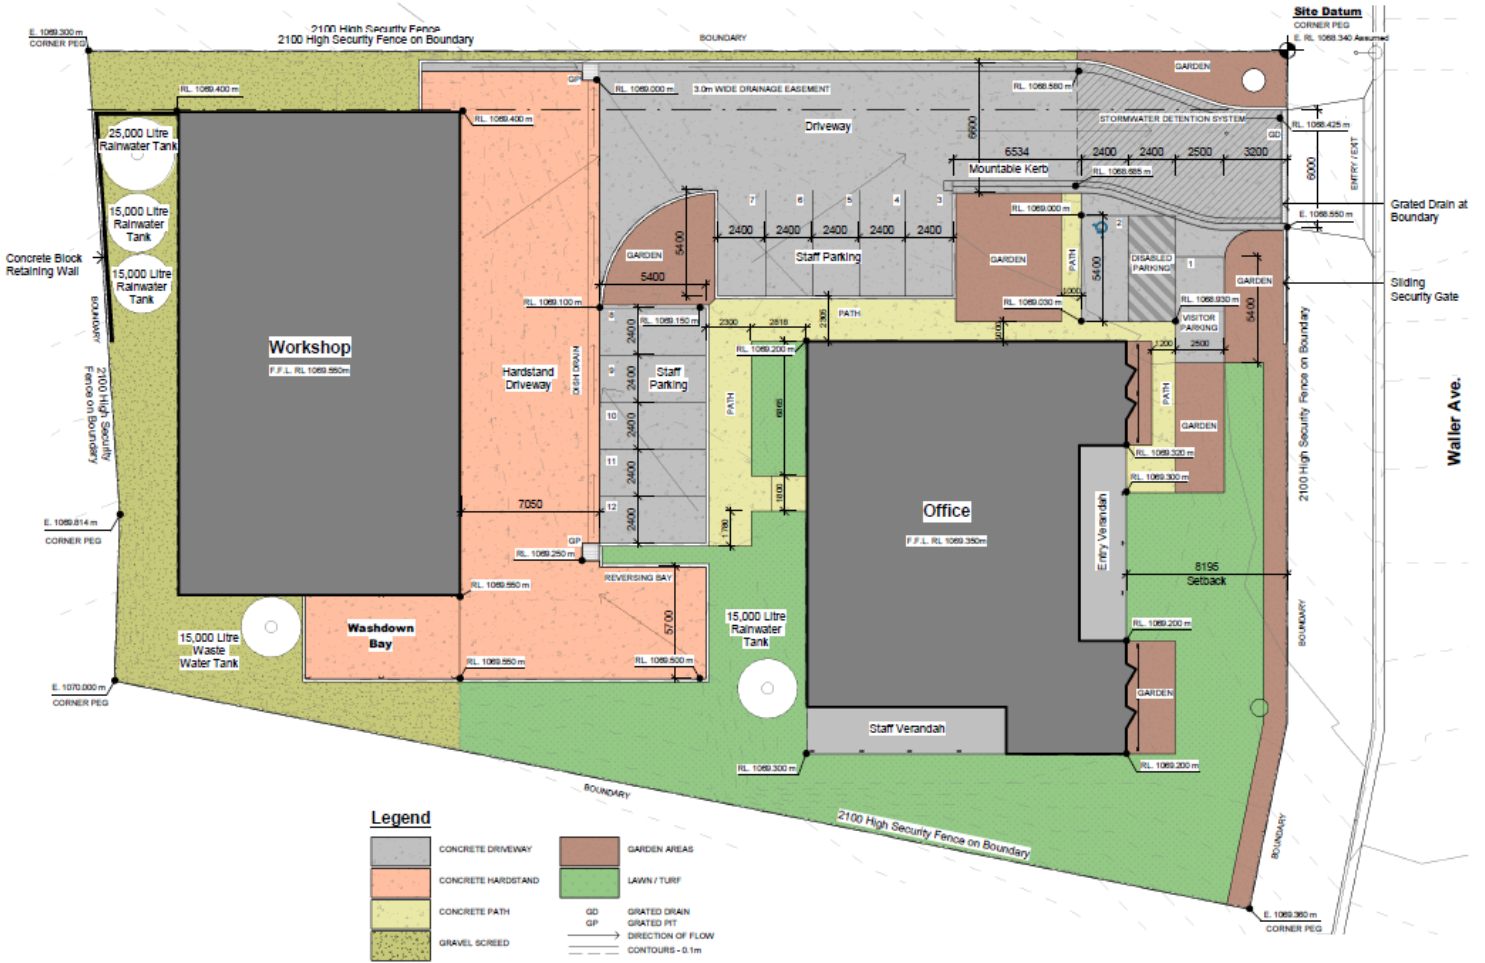 Site Datum
CORNER PEG
E. RL 1068.340 Assumed
E. 1069.300 m
CORNER PEG
2100 High Security Fence
2100 High Security Fence on Boundary
BOUNDARY
GARDEN
RL. 1069.400 m
GP
RL. 1069.000 m
3.0m WIDE DRAINAGE EASEMENT
RL. 1068.580 m
RL. 1069.400 m
Driveway
6600
STORMWATER DETENTION SYSTEM
GD
RL. 1068.425 m
25,000 Litre
Rainwater Tank
6534
2400
2400
2500
3200
6000
ENTRY / EXIT
Mountable Kerb
RL. 1068.685 m
15,000 Litre
Rainwater
Tank
7
6
5
4
3
RL. 1069.000 m
2
Grated Drain at
Boundary
E. 1068.550 m
2400
2400
2400
2400
2400
5400
GARDEN
Staff Parking
GARDEN
PATH
5400
DISABLED
PARKING
1
GARDEN
Concrete Block
Retaining Wall
15,000 Litre
Rainwater
Tank
5400
1000
5400
Sliding
Security Gate
BOUNDARY
RL. 1069.100 m
RL. 1069.030 m
RL. 1068.930 m
8
RL. 1069.150 m
2300
2818
2305
PATH
1000
VISITOR
PARKING
2400
RL. 1069.200 m
1200
2500
Workshop
F.F.L. RL 1069.550m
Hardstand
Driveway
DISH DRAIN
9
2400
Staff
Parking
PATH
6865
PATH
2100 High Security
Fence on Boundary
2100 High Security Fence on Boundary
Waller Ave.
10
2400
GARDEN
11
2400
RL. 1069.320 m
RL. 1069.300 m
7050
12
2400
1800
1780
Office
F.F.L. RL 1069.350m
Entry Verandah
E. 1069.814 m
CORNER PEG
GP
RL. 1069.250 m
REVERSING BAY
8195
Setback
RL. 1069.550 m
5700
15,000 Litre
Rainwater
Tank
RL. 1069.200 m
BOUNDARY
15,000 Litre
Waste
Water Tank
Washdown
Bay
RL. 1069.550 m
RL. 1069.500 m
E. 1070.000 m
CORNER PEG
GARDEN
Staff Verandah
RL. 1069.300 m
RL. 1069.200 m
BOUNDARY
2100 High Security Fence on Boundary
BOUNDARY
E. 1069.360 m
CORNER PEG
Legend
CONCRETE DRIVEWAY
CONCRETE HARDSTAND
CONCRETE PATH
GRAVEL SCREED
GARDEN AREAS
LAWN / TURF
GD GRATED DRAIN
GP GRATED PIT
DIRECTION OF FLOW
CONTOURS - 0.1m